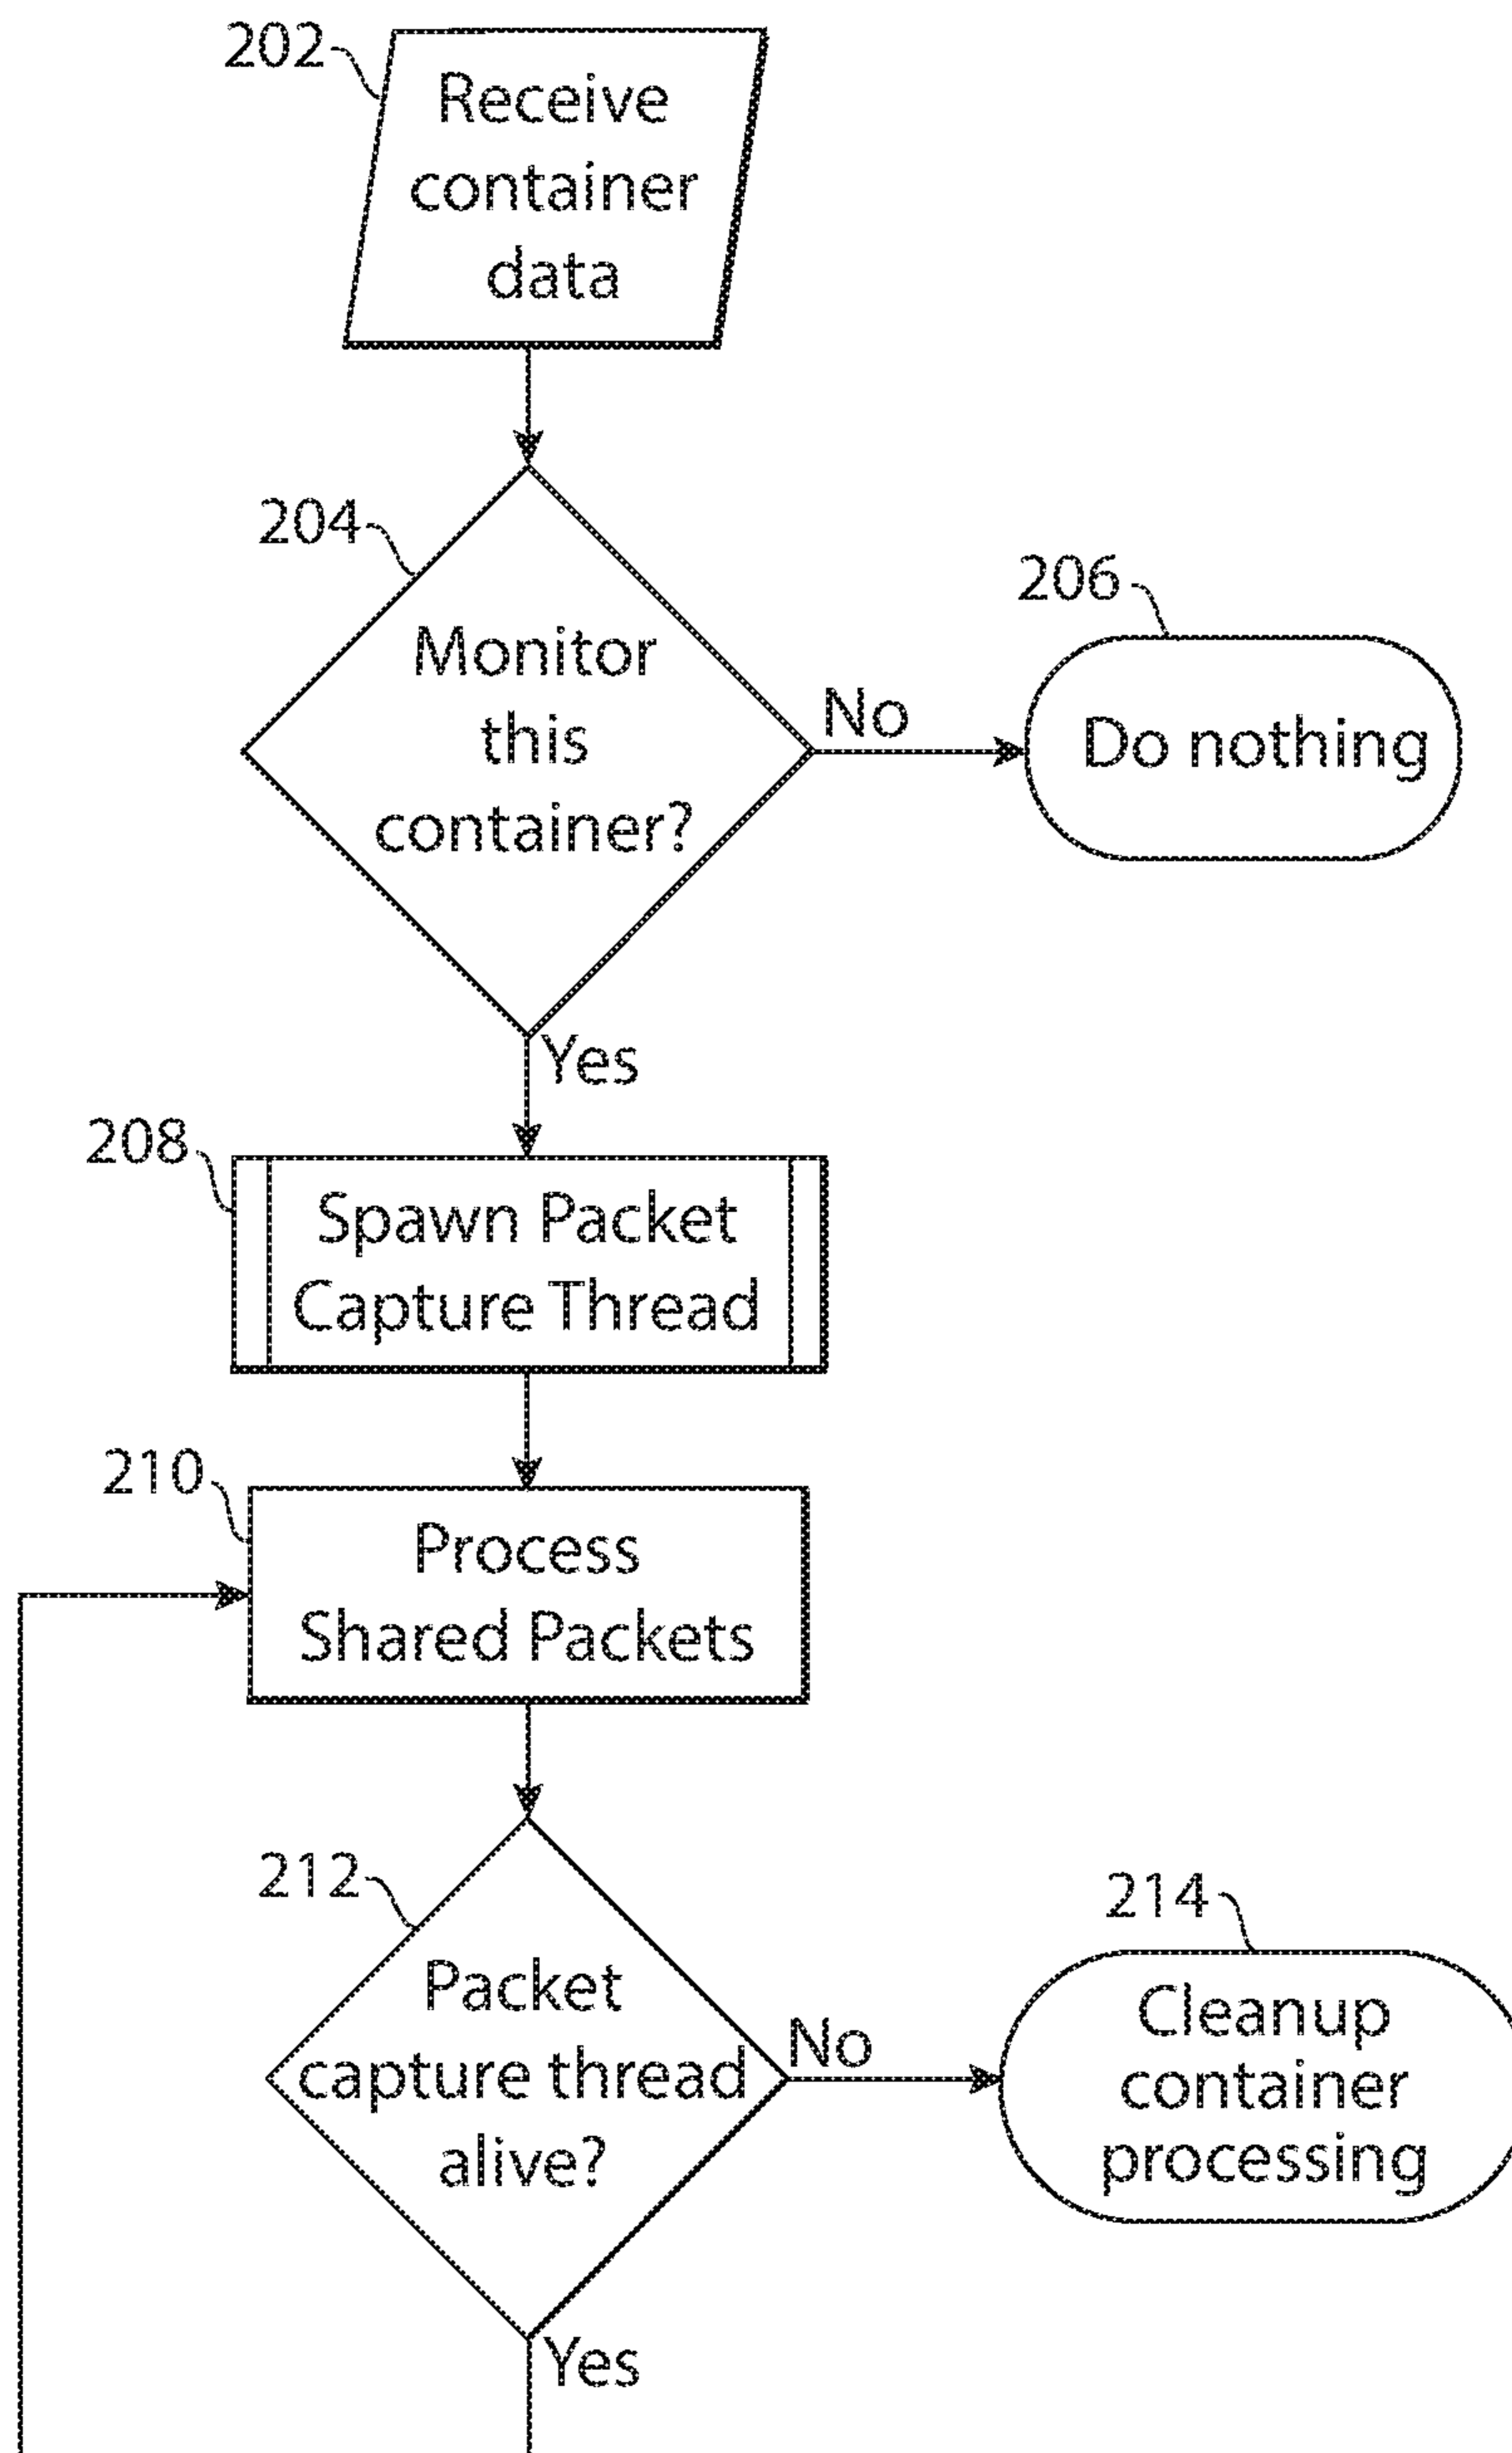 202
Receive
container
data
204
Monitor
this
container?
No
206
Do nothing
Yes
208
Spawn Packet
Capture Thread
210
Process
Shared Packets
212
Packet
capture thread
alive?
No
214
Cleanup
container
processing
Yes